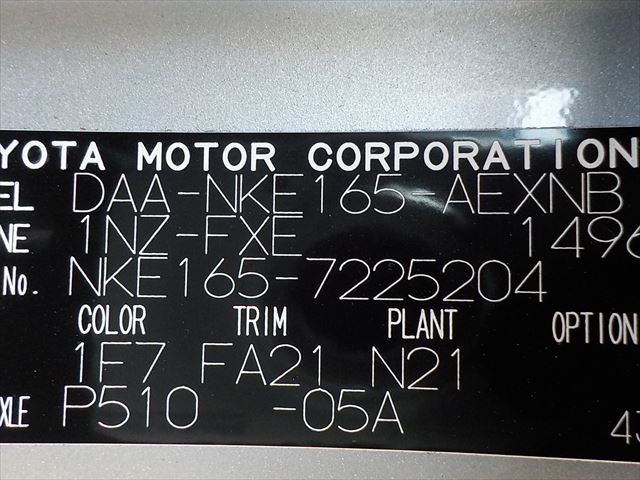 YOTA MOTOR CORPORATION
EL DAA-NKE165-AEXNB
NE 1NZ-FXE 1496
No. NKE165-7225204
COLOR TRIM PLANT OPTION
1F7 FA21 N21
XLE P510 -05A 43